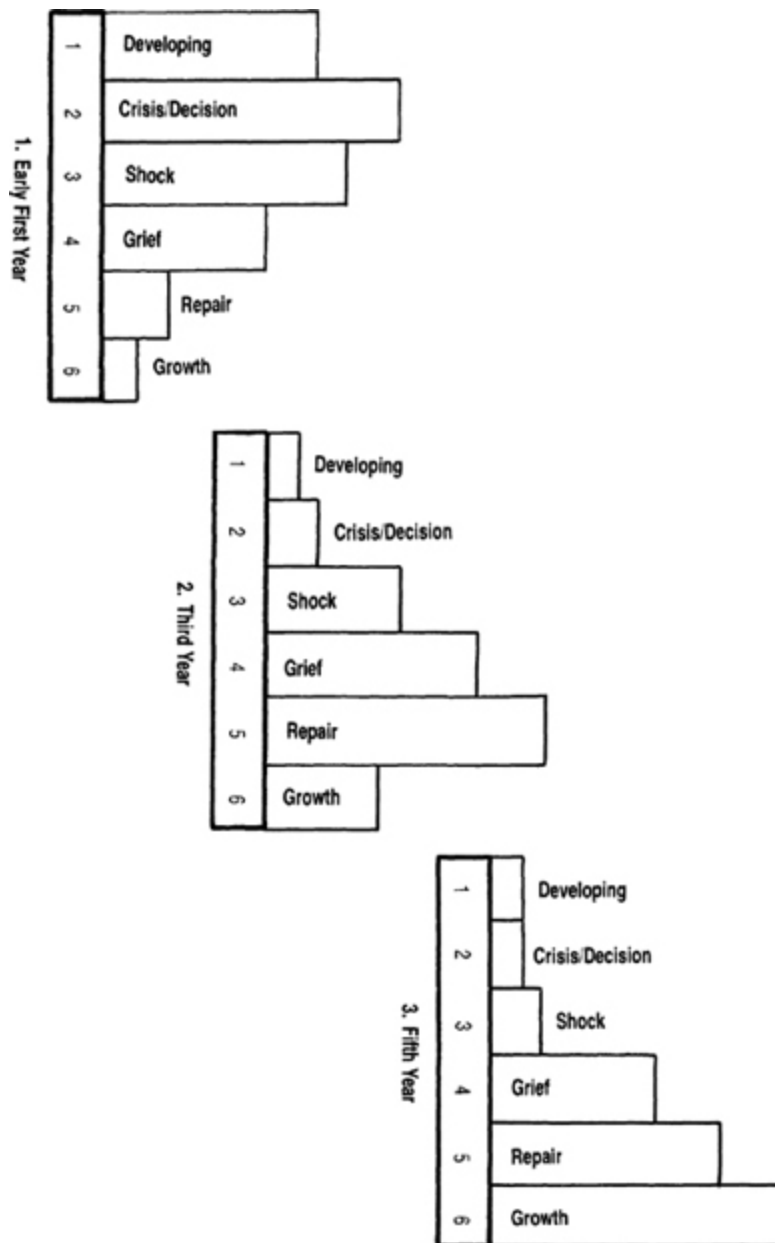 1. Early First Year
1 Developing
2 Crisis/Decision
3 Shock
4 Grief
5 Repair
6 Growth
2. Third Year
1 Developing
2 Crisis/Decision
3 Shock
4 Grief
5 Repair
6 Growth
3. Fifth Year
1 Developing
2 Crisis/Decision
3 Shock
4 Grief
5 Repair
6 Growth